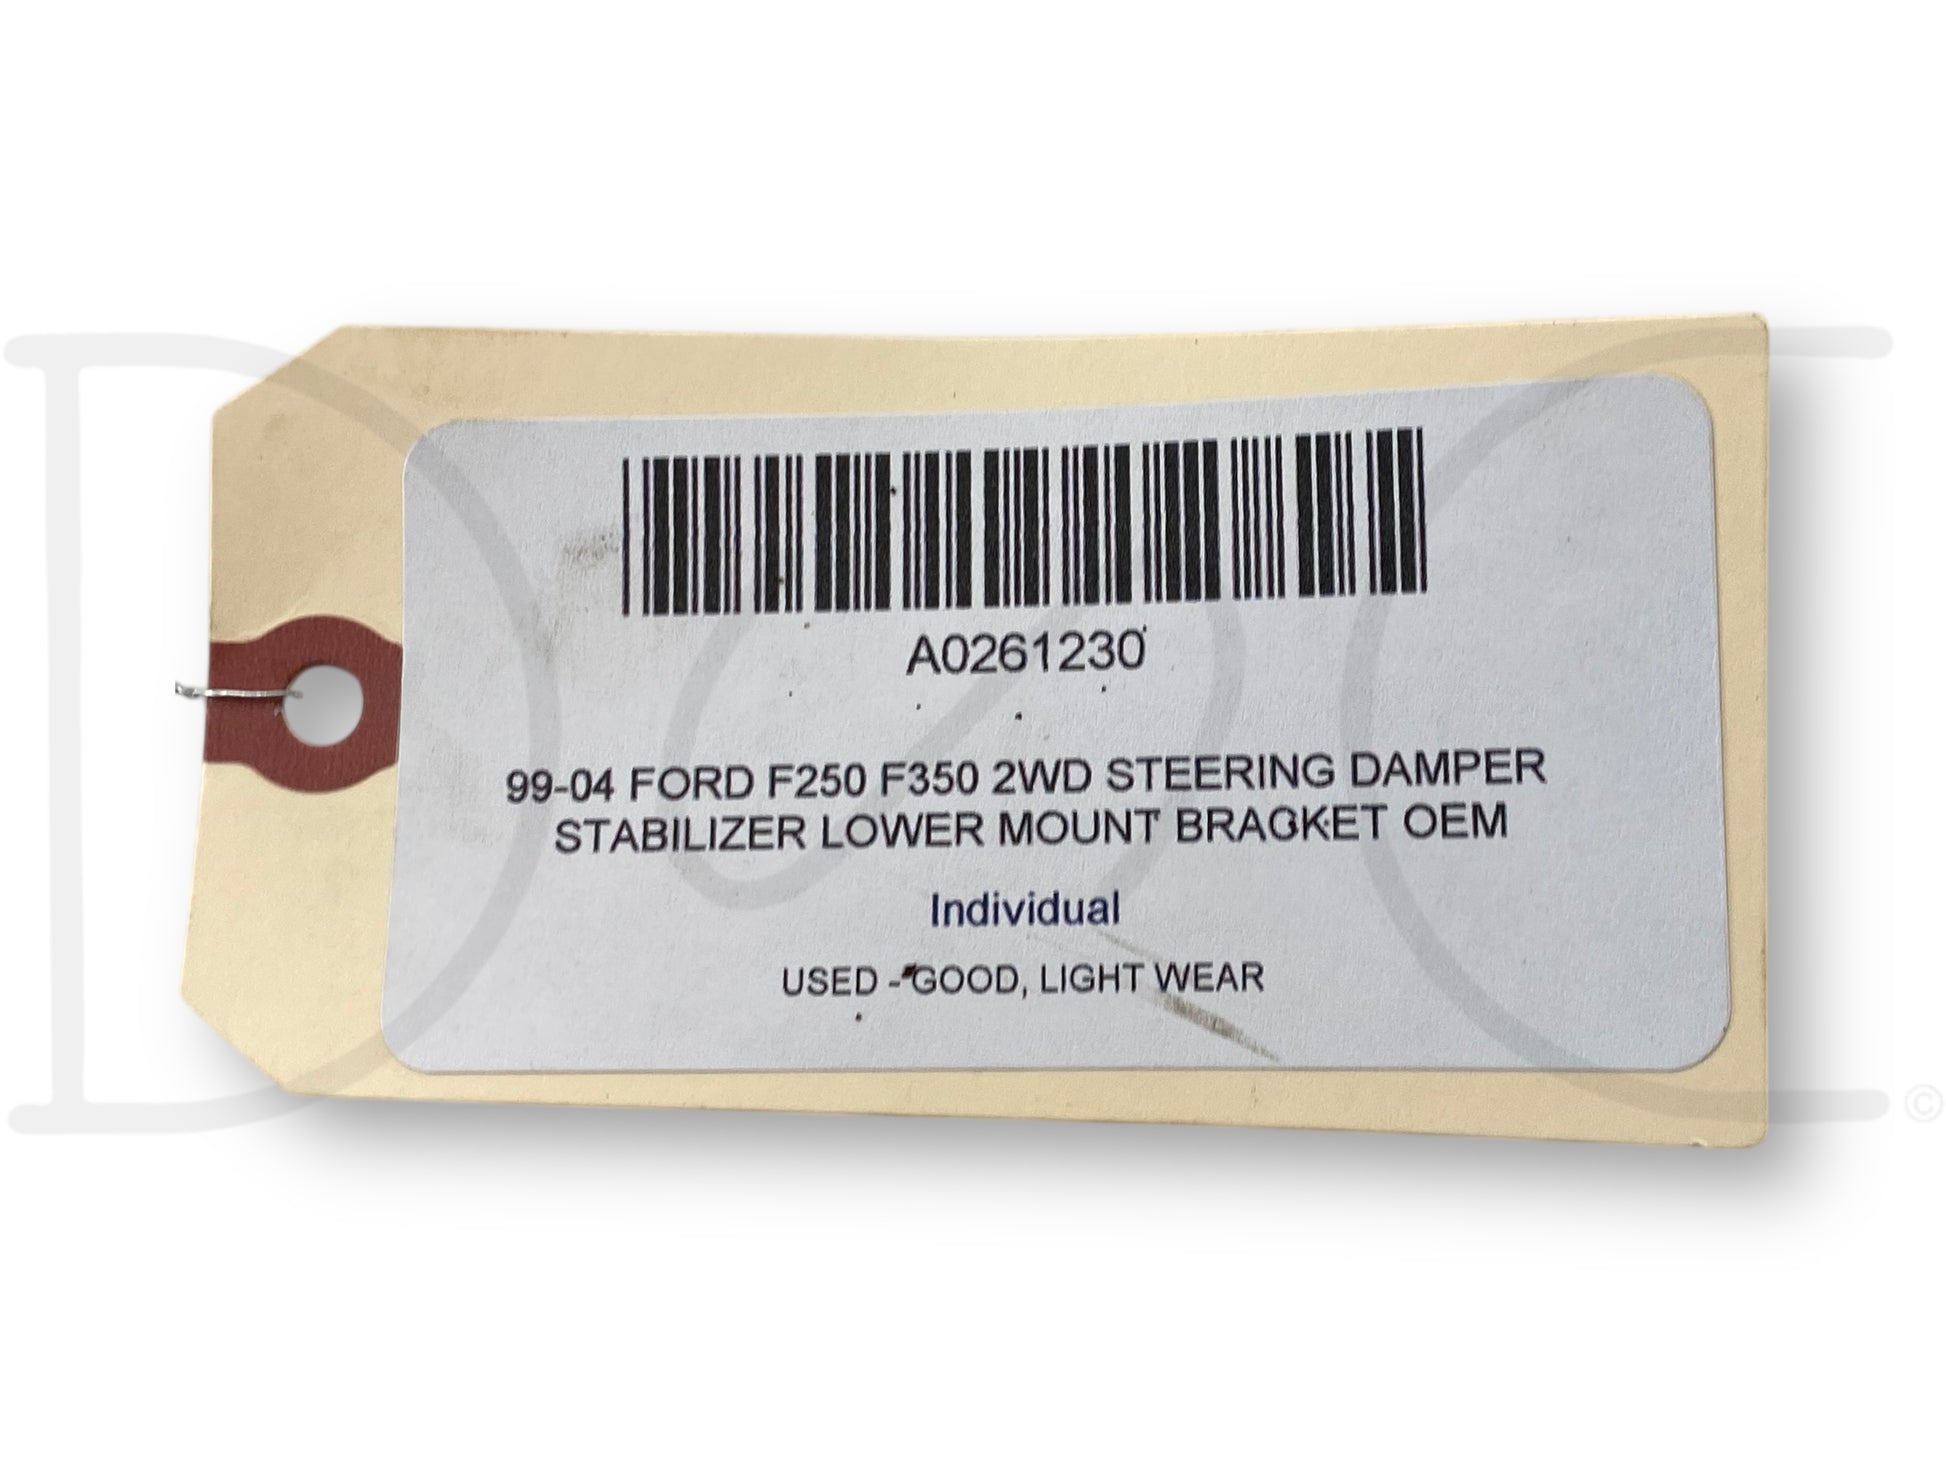 A0261230
99-04 FORD F250 F350 2WD STEERING DAMPER
STABILIZER LOWER MOUNT BRACKET OEM
Individual
USED - GOOD, LIGHT WEAR
©